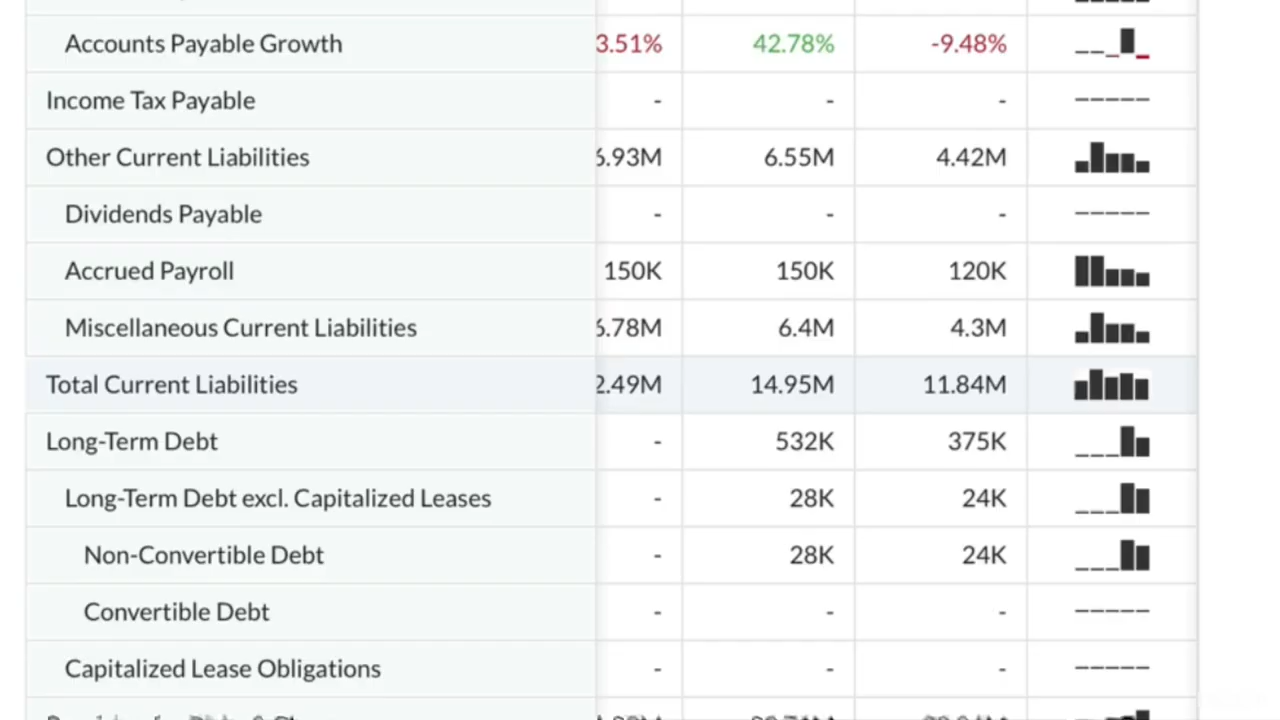 Accounts Payable Growth 3.51% 42.78% -9.48%
Income Tax Payable - - -
Other Current Liabilities 6.93M 6.55M 4.42M
Dividends Payable - - -
Accrued Payroll 150K 150K 120K
Miscellaneous Current Liabilities 6.78M 6.4M 4.3M
Total Current Liabilities 2.49M 14.95M 11.84M
Long-Term Debt - 532K 375K
Long-Term Debt excl. Capitalized Leases - 28K 24K
Non-Convertible Debt - 28K 24K
Convertible Debt - - -
Capitalized Lease Obligations - - -